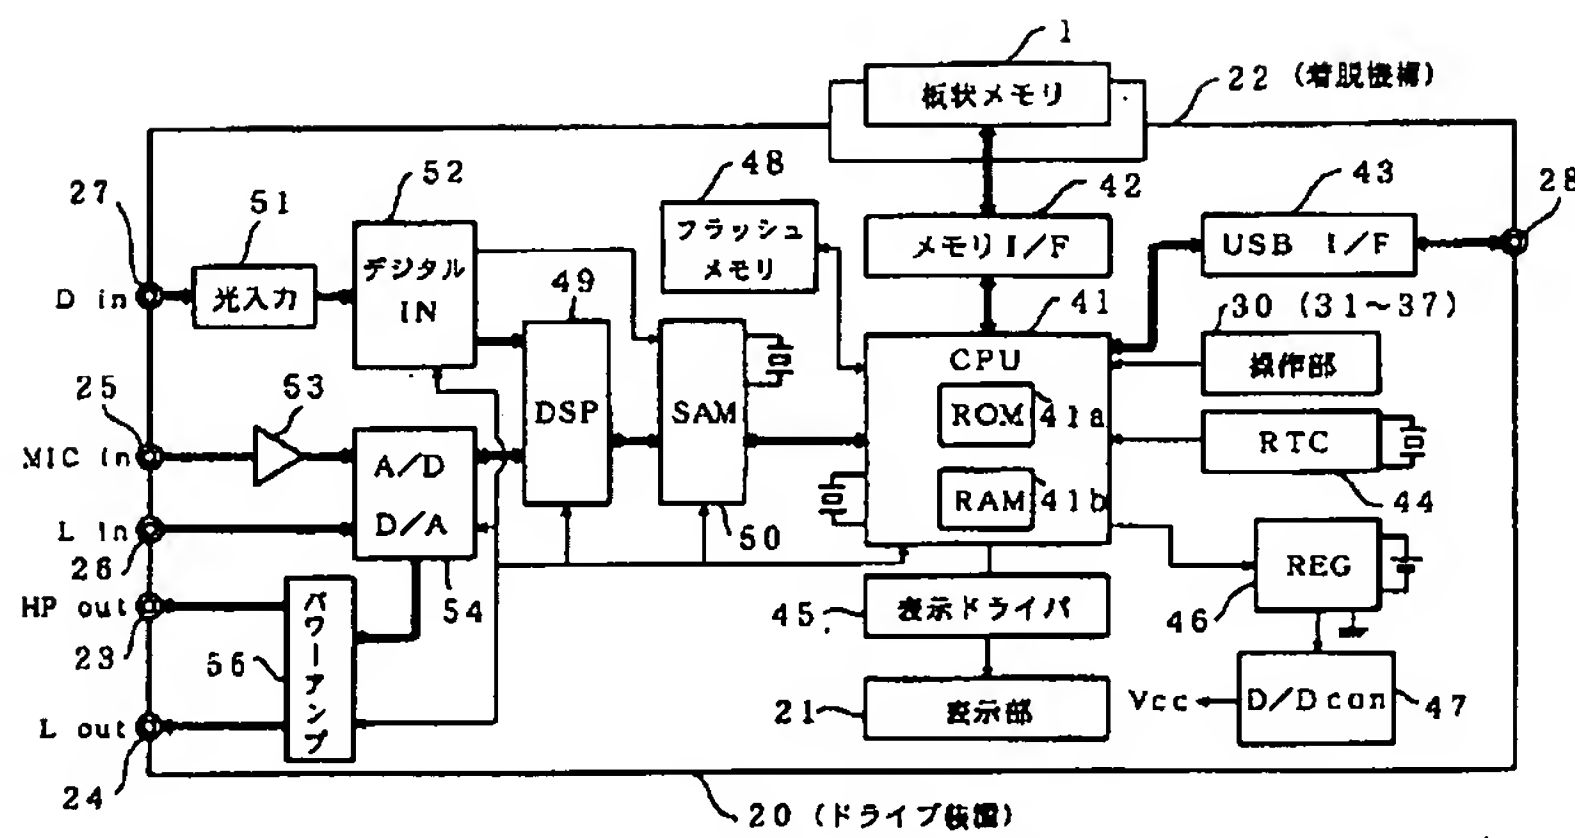 1
板状メモリ
22 (着脱機構)
52
48
42
43
28
27
51
フラッシュ
メモリ
メモリI/F
USB I/F
デジタル
IN
49
D in
光入力
41
30 (31～37)
CPU
操作部
25
53
DSP
SAM
ROM
41a
RTC
MIC in
A/D
D/A
RAM
41b
44
L in
26
50
REG
HP out
54
表示ドライバ
45
46
23
56
パワーアンプ
21
表示部
Vcc
D/Dcon
47
L out
24
20 (ドライブ装置)